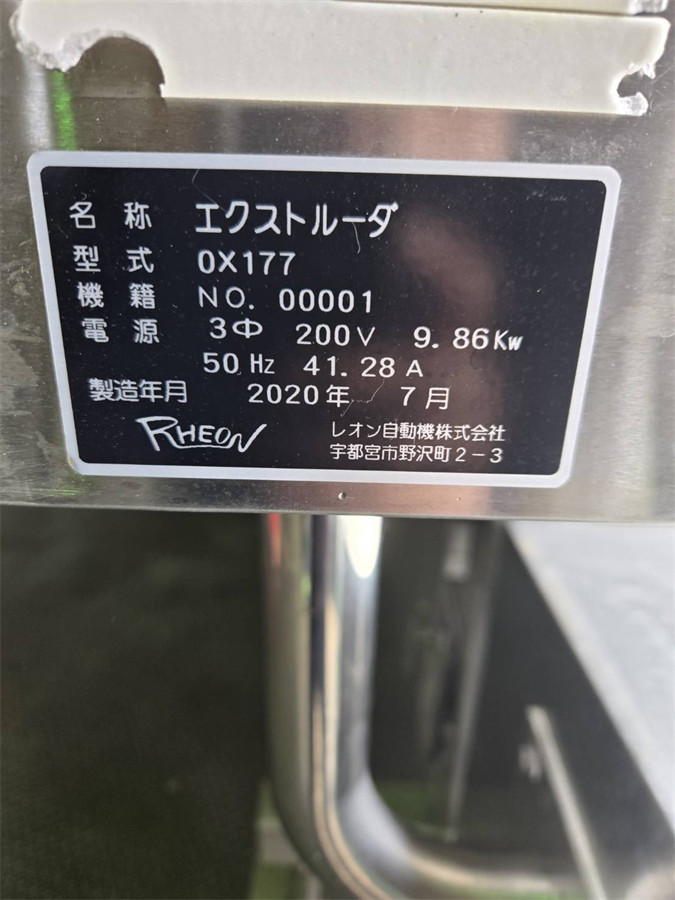 名称 エクストルーダ
型式 OX177
機籍 NO. 00001
電源 3Φ 200V 9.86Kw
50Hz 41.28A
製造年月 2020年 7月
RHEON レオン自動機株式会社
宇都宮市野沢町2-3